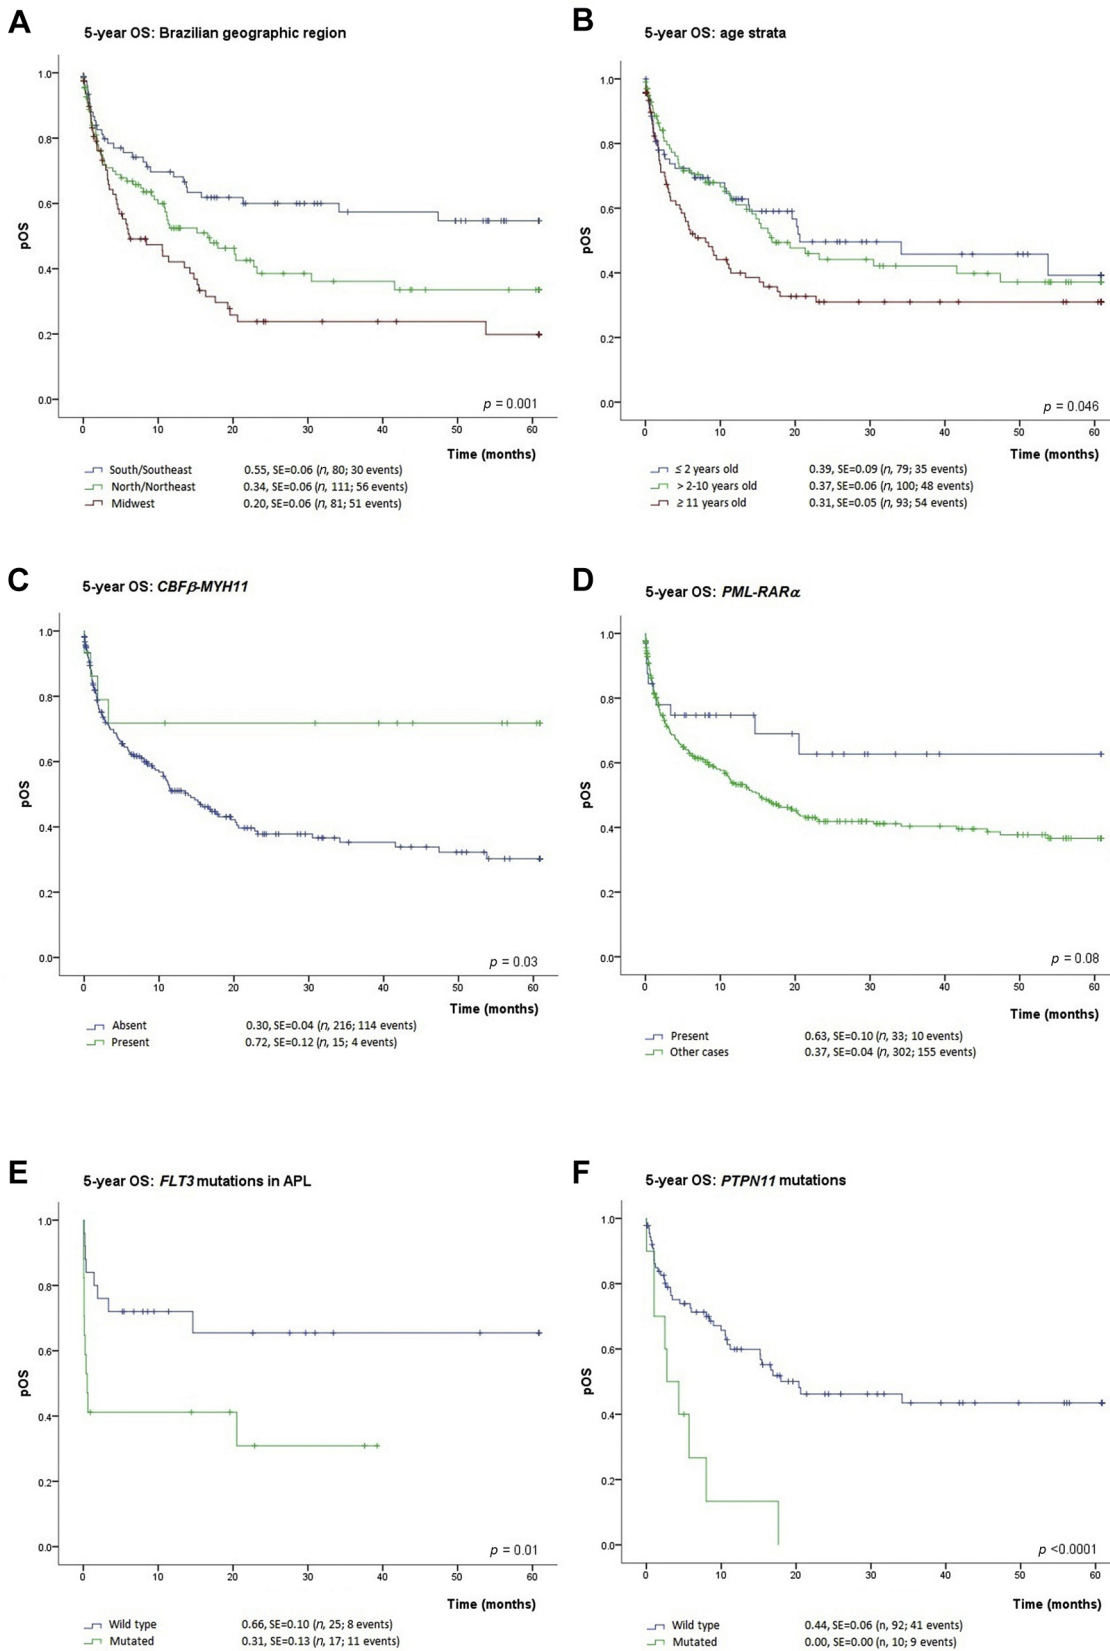 A
5-year OS: Brazilian geographic region
1.0
0.8
0.6
0.4
0.2
0.0
pOS
p = 0.001
0 10 20 30 40 50 60
Time (months)
South/Southeast 0.55, SE=0.06 (n, 80; 30 events)
North/Northeast 0.34, SE=0.06 (n, 111; 56 events)
Midwest 0.20, SE=0.06 (n, 81; 51 events)
B
5-year OS: age strata
1.0
0.8
0.6
0.4
0.2
0.0
pOS
p = 0.046
0 10 20 30 40 50 60
Time (months)
≤ 2 years old 0.39, SE=0.09 (n, 79; 35 events)
> 2-10 years old 0.37, SE=0.06 (n, 100; 48 events)
≥ 11 years old 0.31, SE=0.05 (n, 93; 54 events)
C
5-year OS: CBFβ-MYH11
1.0
0.8
0.6
0.4
0.2
0.0
pOS
p = 0.03
0 10 20 30 40 50 60
Time (months)
Absent 0.30, SE=0.04 (n, 216; 114 events)
Present 0.72, SE=0.12 (n, 15; 4 events)
D
5-year OS: PML-RARα
1.0
0.8
0.6
0.4
0.2
0.0
pOS
p = 0.08
0 10 20 30 40 50 60
Time (months)
Present 0.63, SE=0.10 (n, 33; 10 events)
Other cases 0.37, SE=0.04 (n, 302; 155 events)
E
5-year OS: FLT3 mutations in APL
1.0
0.8
0.6
0.4
0.2
0.0
pOS
p = 0.01
0 10 20 30 40 50 60
Time (months)
Wild type 0.66, SE=0.10 (n, 25; 8 events)
Mutated 0.31, SE=0.13 (n, 17; 11 events)
F
5-year OS: PTPN11 mutations
1.0
0.8
0.6
0.4
0.2
0.0
pOS
p <0.0001
0 10 20 30 40 50 60
Time (months)
Wild type 0.44, SE=0.06 (n, 92; 41 events)
Mutated 0.00, SE=0.00 (n, 10; 9 events)